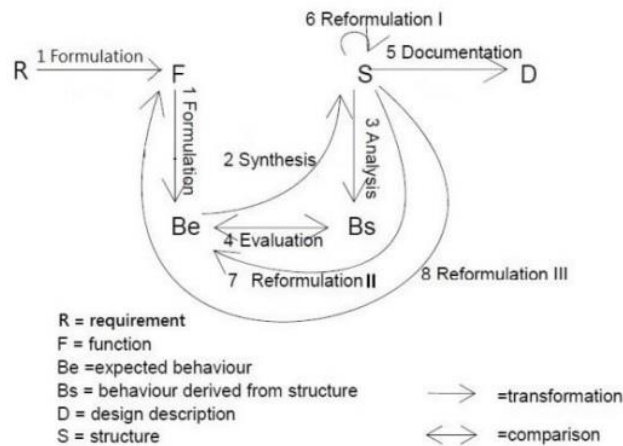 6 Reformulation I
1 Formulation
5 Documentation
R
F
S
D
1 Formulation
3 Analysis
2 Synthesis
Be
Bs
4 Evaluation
7 Reformulation II
8 Reformulation III
R = requirement
F = function
Be =expected behaviour
Bs = behaviour derived from structure
D = design description
S = structure
=transformation
=comparison